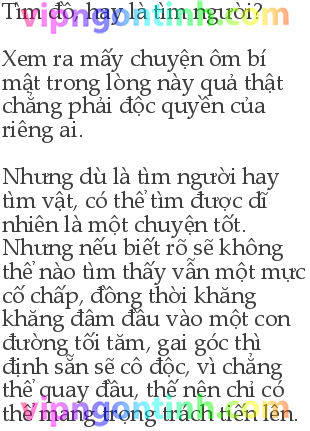 Tìm đồ, hay là tìm người?
vipngontinh.com
Xem ra mấy chuyện ôm bí
mật trong lòng này quả thật
chẳng phải độc quyền của
riêng ai.
Nhưng dù là tìm người hay
tìm vật, có thể tìm được dĩ
nhiên là một chuyện tốt.
Nhưng nếu biết rõ sẽ không
thể nào tìm thấy vẫn một mực
cố chấp, đồng thời khăng
khăng đâm đầu vào một con
đường tối tăm, gai góc thì
định sẵn sẽ cô độc, vì chẳng
thể quay đầu, thế nên chỉ có
thể mang trọng trách tiến lên.
vipngontinh.com